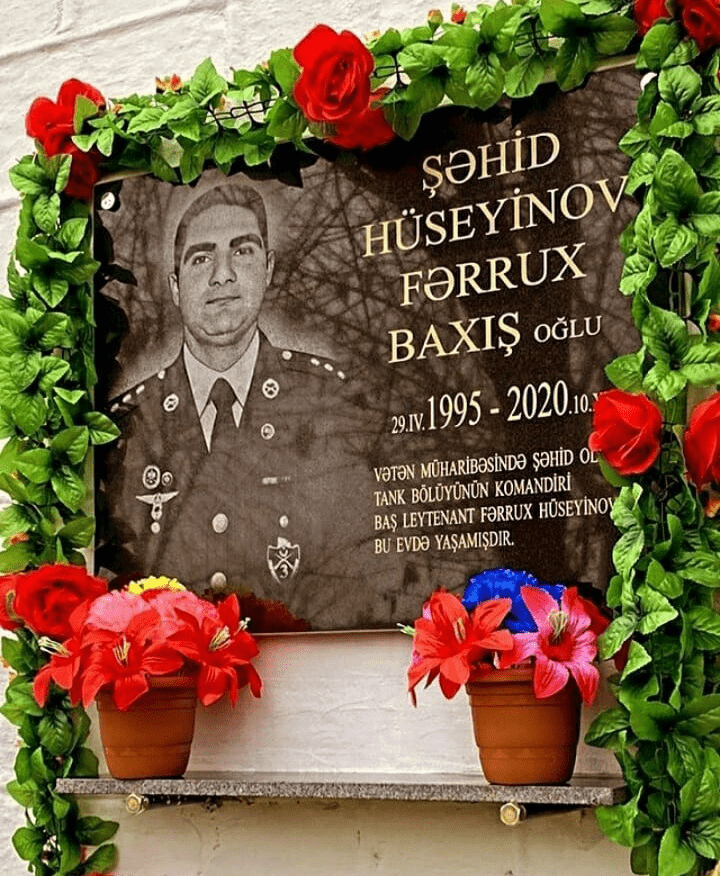 ŞƏHİD
HÜSEYİNOV
FƏRRUX
BAXIŞ OĞLU
29.IV.1995 - 2020.10.
VƏTƏN MÜHARİBƏSİNDƏ ŞƏHİD
TANK BÖLÜYÜNÜN KOMANDİRİ
BAŞ LEYTENANT FƏRRUX HÜSEYİNOV
BU EVDƏ YAŞAMIŞDIR.
3